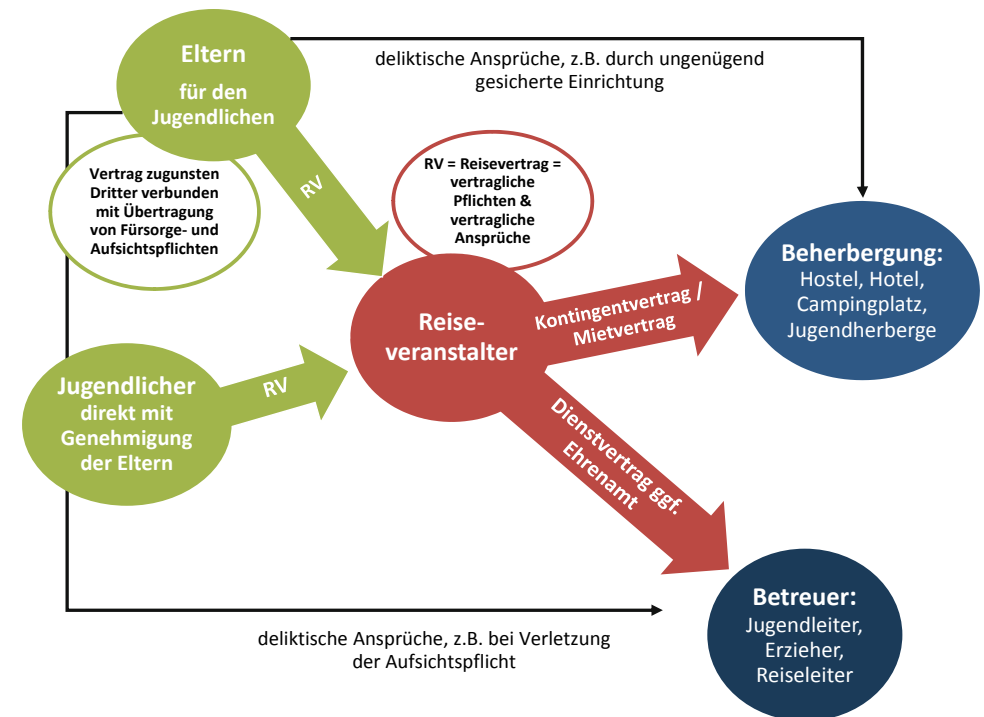 Eltern
für den
Jugendlichen
deliktische Ansprüche, z.B. durch ungenügend
gesicherte Einrichtung
Vertrag zugunsten
Dritter verbunden
mit Übertragung
von Fürsorge- und
Aufsichtspflichten
RV
RV = Reisevertrag =
vertragliche
Pflichten &
vertragliche
Ansprüche
Beherbergung:
Hostel, Hotel,
Campingplatz,
Jugendherberge
Kontingentvertrag /
Mietvertrag
Reise-
veranstalter
Jugendlicher
direkt mit
Genehmigung
der Eltern
RV
Dienstvertrag ggf.
Ehrenamt
Betreuer:
Jugendleiter,
Erzieher,
Reiseleiter
deliktische Ansprüche, z.B. bei Verletzung
der Aufsichtspflicht